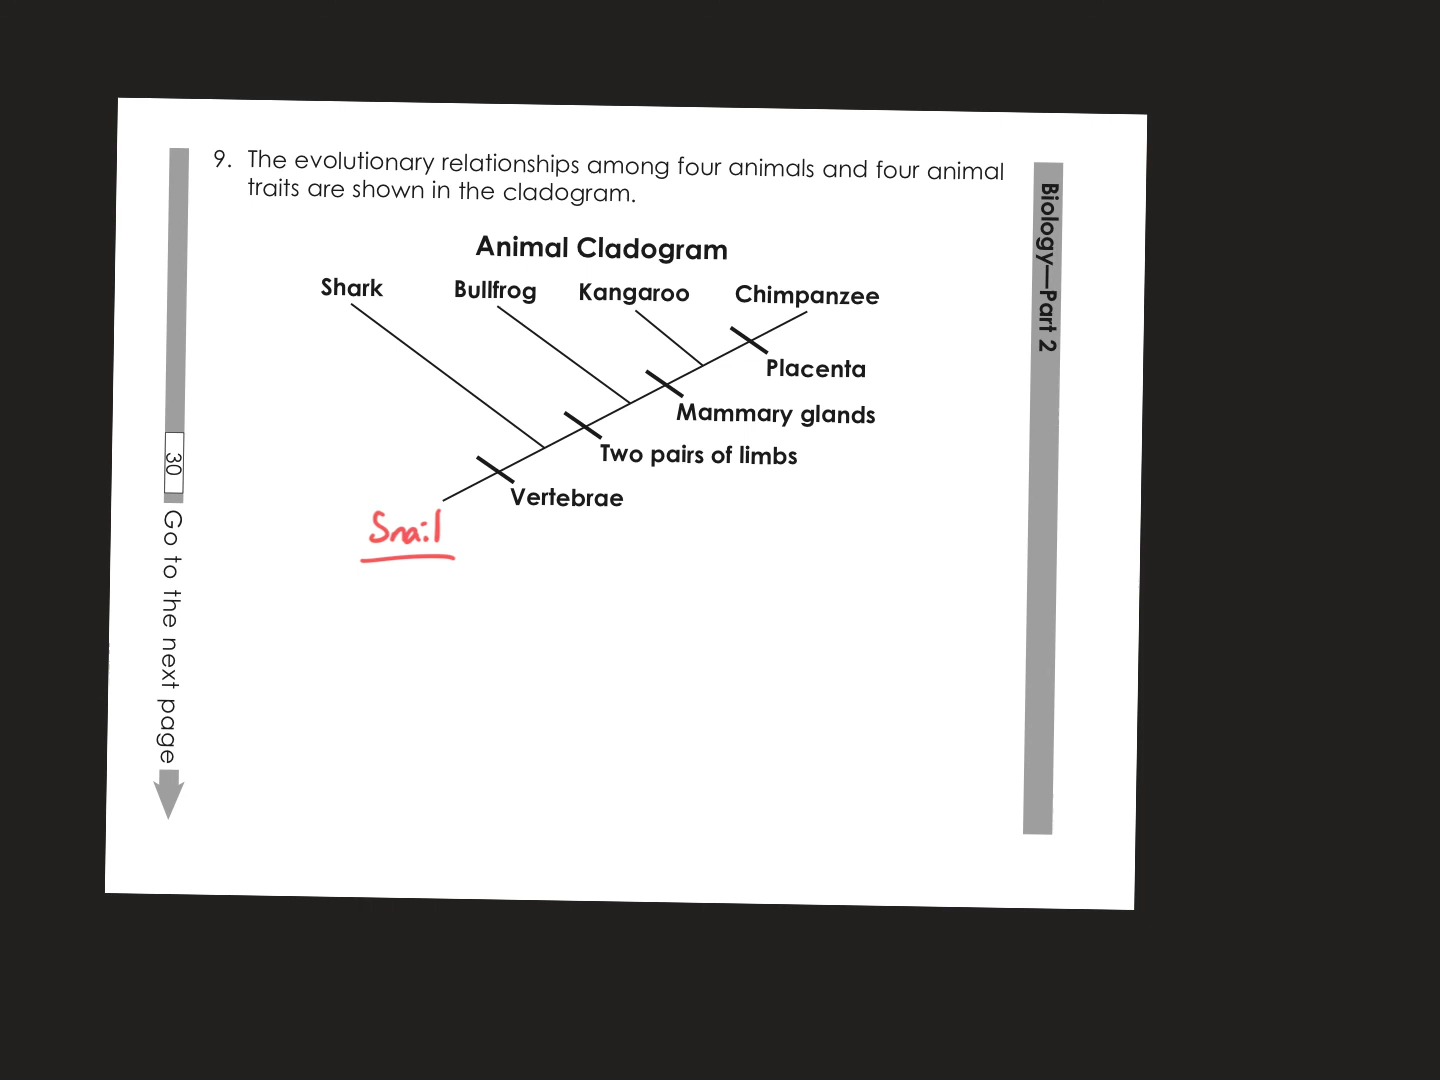 9. The evolutionary relationships among four animals and four animal
traits are shown in the cladogram.
Animal Cladogram
Shark Bullfrog Kangaroo Chimpanzee
Placenta
Mammary glands
Two pairs of limbs
Vertebrae
Snail
Biology—Part 2
30
Go to the next page